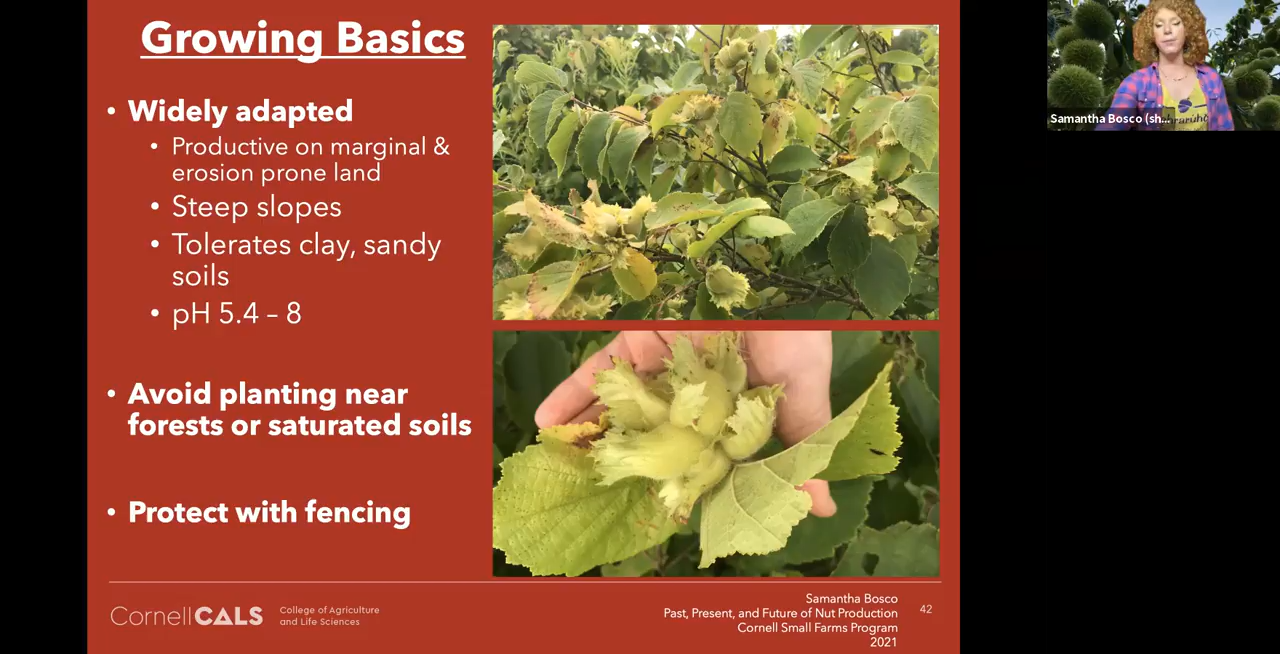 Growing Basics
• Widely adapted
• Productive on marginal &
erosion prone land
• Steep slopes
• Tolerates clay, sandy
soils
• pH 5.4 – 8
• Avoid planting near
forests or saturated soils
• Protect with fencing
CornellCALS
College of Agriculture
and Life Sciences
Samantha Bosco
Past, Present, and Future of Nut Production
Cornell Small Farms Program
2021
42
Samantha Bosco (sh...